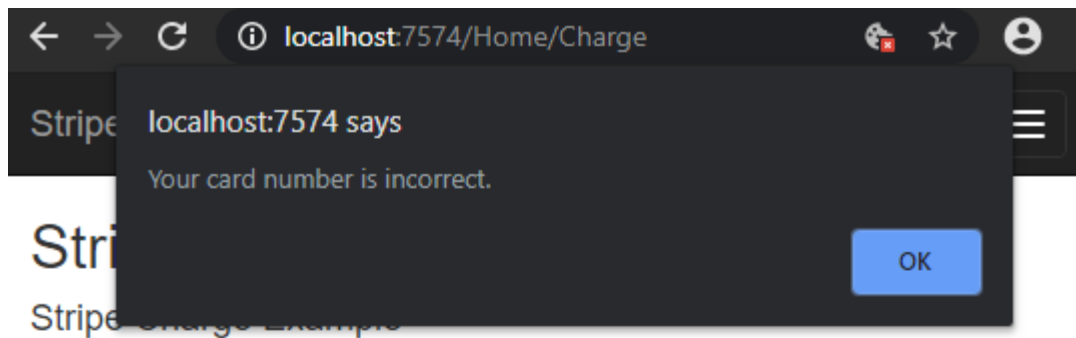 localhost:7574/Home/Charge
Stripe
localhost:7574 says
Your card number is incorrect.
OK
Stri
Stripe Charge Example